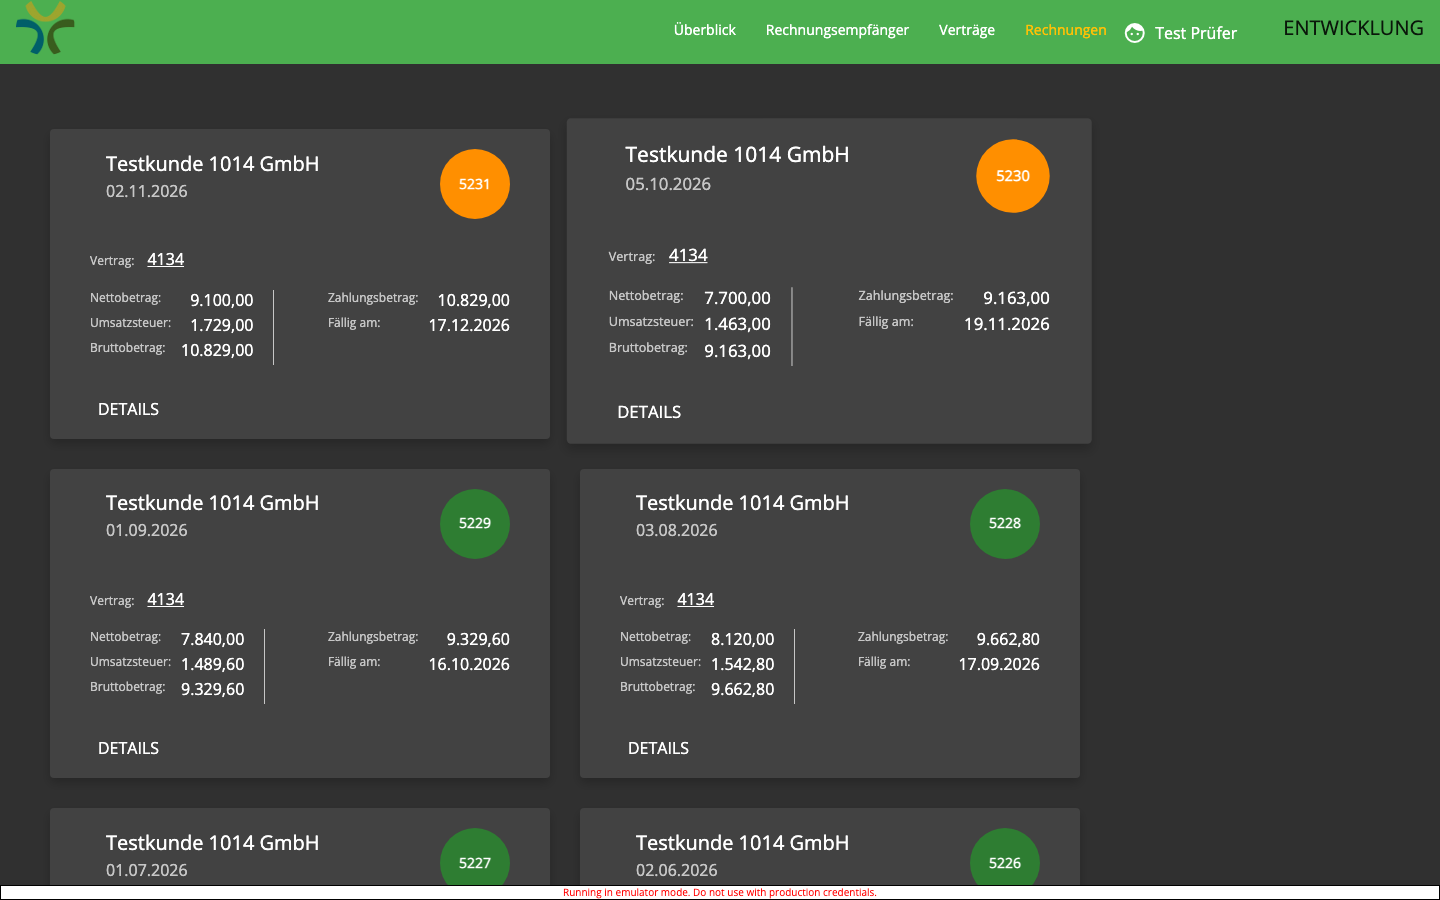 Überblick
Rechnungsempfänger
Verträge
Rechnungen
Test Prüfer
ENTWICKLUNG
Testkunde 1014 GmbH
02.11.2026
5231
Vertrag: 4134
Nettobetrag: 9.100,00
Umsatzsteuer: 1.729,00
Bruttobetrag: 10.829,00
Zahlungsbetrag: 10.829,00
Fällig am: 17.12.2026
DETAILS
Testkunde 1014 GmbH
05.10.2026
5230
Vertrag: 4134
Nettobetrag: 7.700,00
Umsatzsteuer: 1.463,00
Bruttobetrag: 9.163,00
Zahlungsbetrag: 9.163,00
Fällig am: 19.11.2026
DETAILS
Testkunde 1014 GmbH
01.09.2026
5229
Vertrag: 4134
Nettobetrag: 7.840,00
Umsatzsteuer: 1.489,60
Bruttobetrag: 9.329,60
Zahlungsbetrag: 9.329,60
Fällig am: 16.10.2026
DETAILS
Testkunde 1014 GmbH
03.08.2026
5228
Vertrag: 4134
Nettobetrag: 8.120,00
Umsatzsteuer: 1.542,80
Bruttobetrag: 9.662,80
Zahlungsbetrag: 9.662,80
Fällig am: 17.09.2026
DETAILS
Testkunde 1014 GmbH
01.07.2026
5227
Testkunde 1014 GmbH
02.06.2026
5226
Running in emulator mode. Do not use with production credentials.